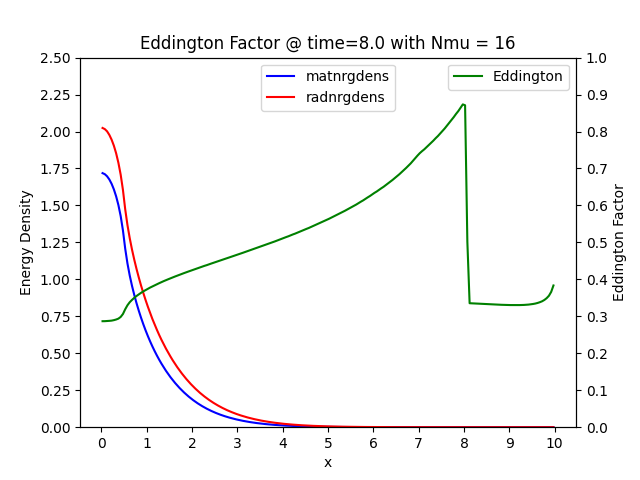 Eddington Factor @ time=8.0 with Nmu = 16
matnrgdens
radnrgdens
Eddington
Energy Density
2.50
2.25
2.00
1.75
1.50
1.25
1.00
0.75
0.50
0.25
0.00
1.0
0.9
0.8
0.7
0.6
0.5
0.4
0.3
0.2
0.1
0.0
Eddington Factor
0 1 2 3 4 5 6 7 8 9 10
x